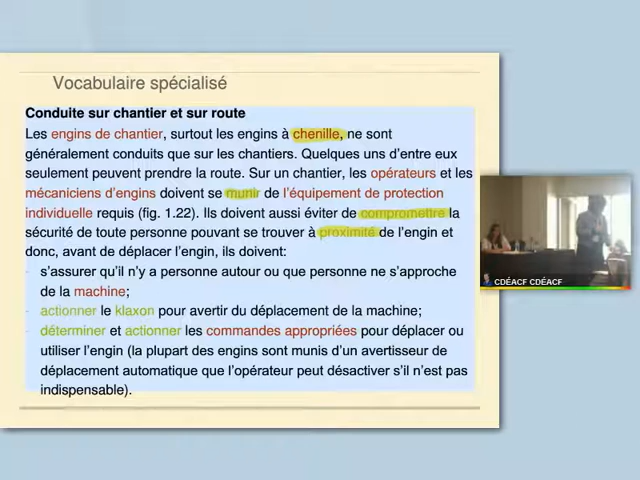 Vocabulaire spécialisé
Conduite sur chantier et sur route
Les engins de chantier, surtout les engins à chenille, ne sont
généralement conduits que sur les chantiers. Quelques uns d'entre eux
seulement peuvent prendre la route. Sur un chantier, les opérateurs et les
mécaniciens d'engins doivent se munir de l'équipement de protection
individuelle requis (fig. 1.22). Ils doivent aussi éviter de compromettre la
sécurité de toute personne pouvant se trouver à proximité de l'engin et
donc, avant de déplacer l'engin, ils doivent:
s'assurer qu'il n'y a personne autour ou que personne ne s'approche
de la machine;
actionner le klaxon pour avertir du déplacement de la machine;
déterminer et actionner les commandes appropriées pour déplacer ou
utiliser l'engin (la plupart des engins sont munis d'un avertisseur de
déplacement automatique que l'opérateur peut désactiver s'il n'est pas
indispensable).
CDÉACF CDÉACF